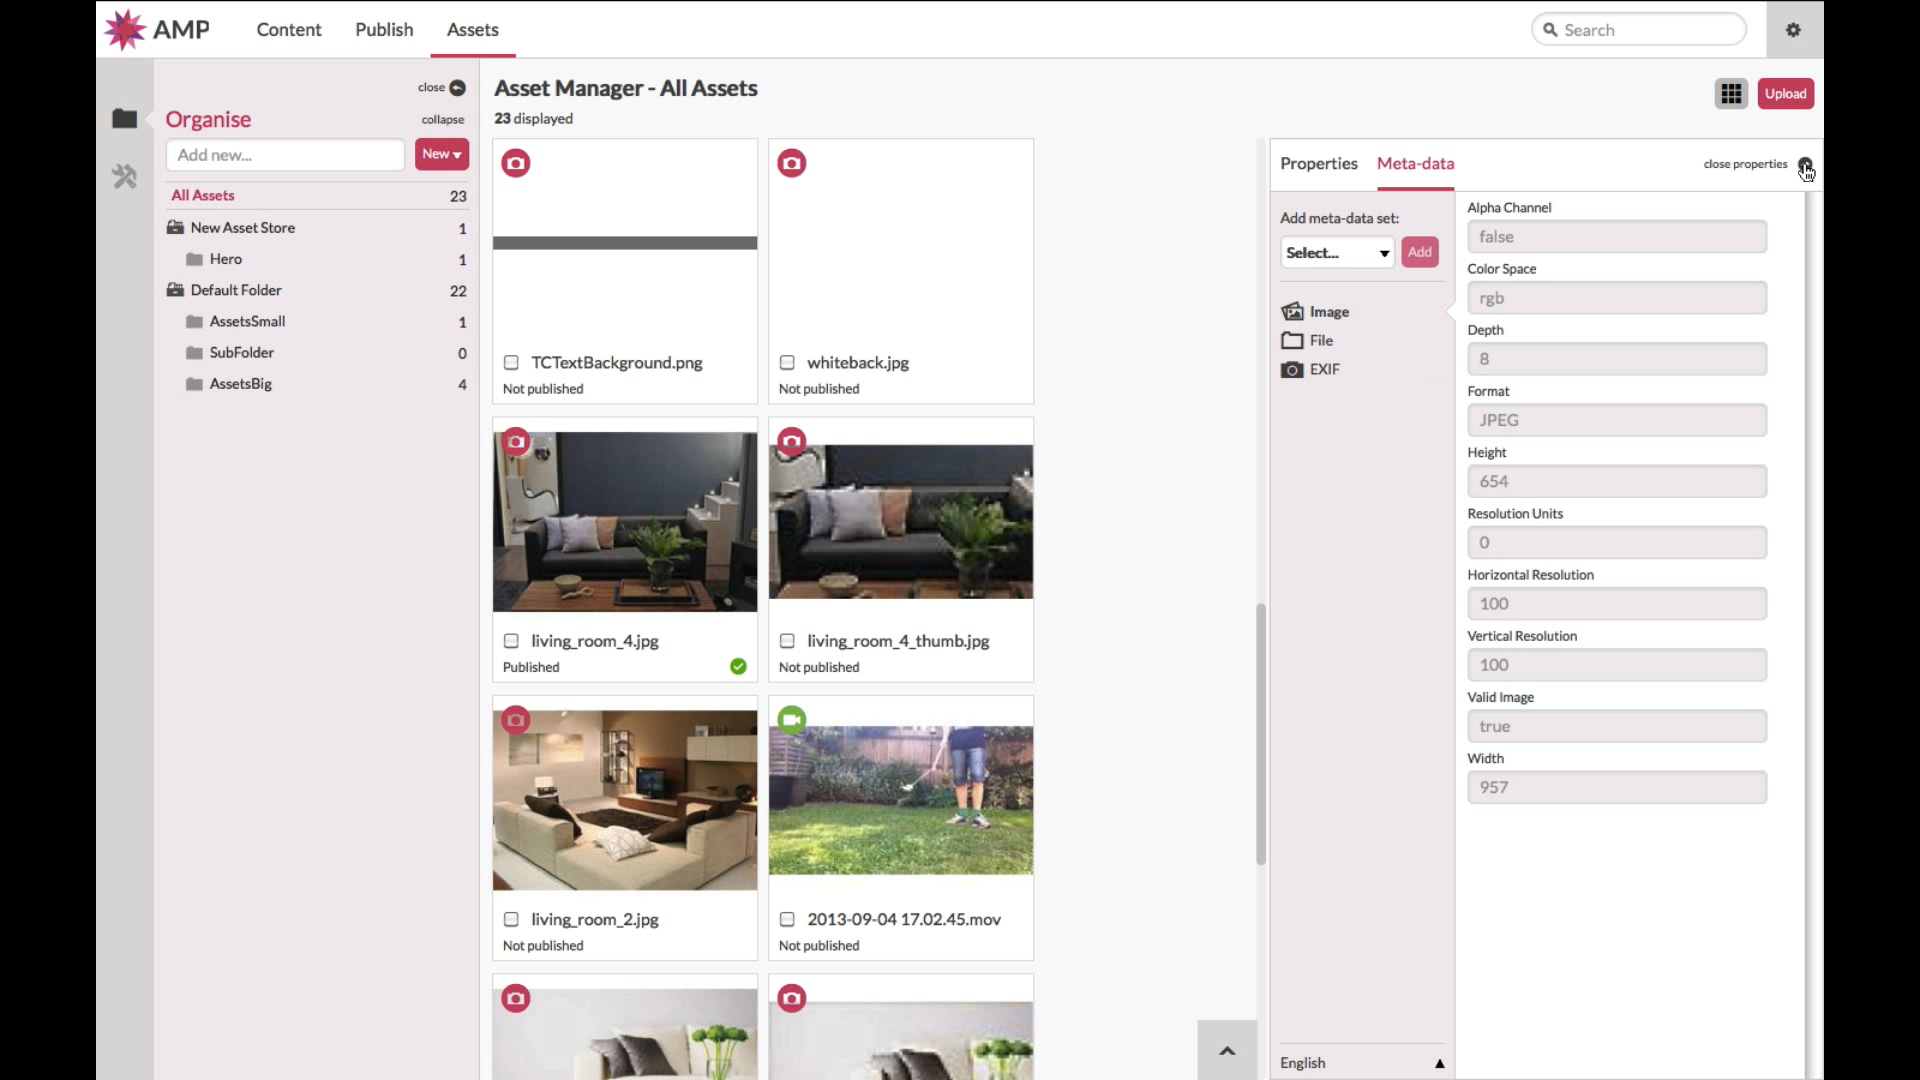 AMP
Content
Publish
Assets
Search
close
Organise
collapse
Add new...
New
All Assets 23
New Asset Store 1
Hero 1
Default Folder 22
AssetsSmall 1
SubFolder 0
AssetsBig 4
Asset Manager - All Assets
23 displayed
Upload
TCTextBackground.png
Not published
whiteback.jpg
Not published
living_room_4.jpg
Published
living_room_4_thumb.jpg
Not published
living_room_2.jpg
Not published
2013-09-04 17.02.45.mov
Not published
Properties
Meta-data
close properties
Add meta-data set:
Select...
Add
Image
File
EXIF
English
Alpha Channel
false
Color Space
rgb
Depth
8
Format
JPEG
Height
654
Resolution Units
0
Horizontal Resolution
100
Vertical Resolution
100
Valid Image
true
Width
957